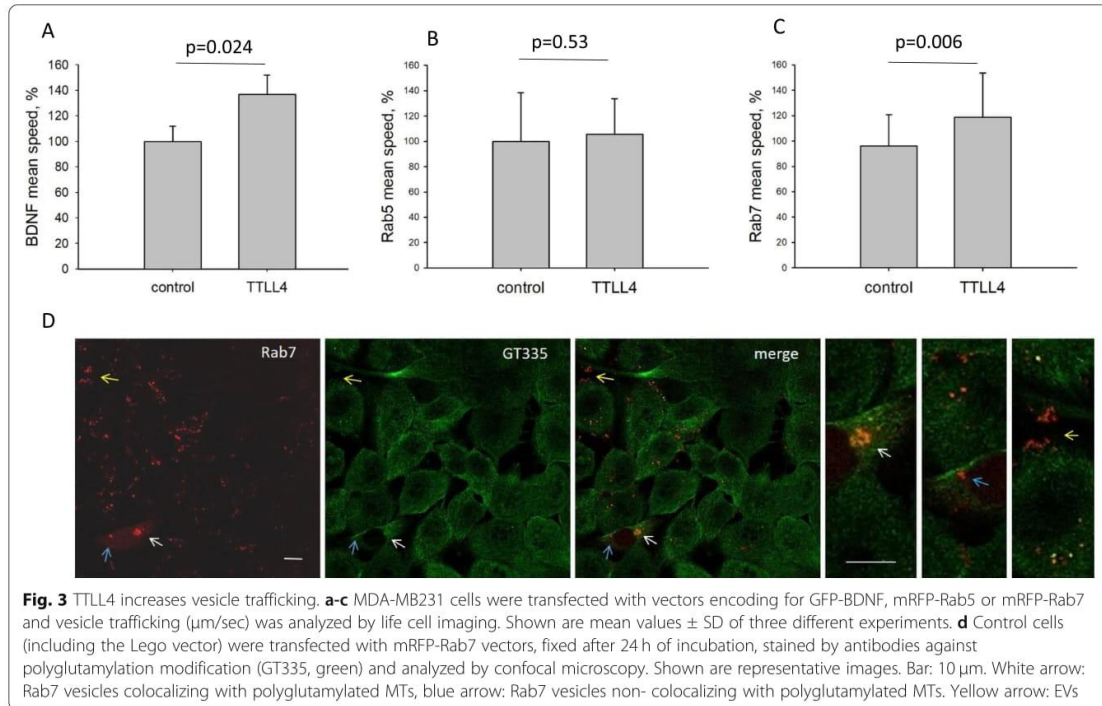 A
p=0.024
160
140
120
100
80
60
40
20
0
BDNF mean speed, %
control TTLL4
B
p=0.53
160
140
120
100
80
60
40
20
0
Rab5 mean speed, %
control TTLL4
C
p=0.006
160
140
120
100
80
60
40
20
0
Rab7 mean speed, %
control TTLL4
D
Rab7 GT335 merge
Fig. 3 TTLL4 increases vesicle trafficking. a-c MDA-MB231 cells were transfected with vectors encoding for GFP-BDNF, mRFP-Rab5 or mRFP-Rab7
and vesicle trafficking (μm/sec) was analyzed by life cell imaging. Shown are mean values ± SD of three different experiments. d Control cells
(including the Lego vector) were transfected with mRFP-Rab7 vectors, fixed after 24 h of incubation, stained by antibodies against
polyglutamylation modification (GT335, green) and analyzed by confocal microscopy. Shown are representative images. Bar: 10 μm. White arrow:
Rab7 vesicles colocalizing with polyglutamylated MTs, blue arrow: Rab7 vesicles non- colocalizing with polyglutamylated MTs. Yellow arrow: EVs